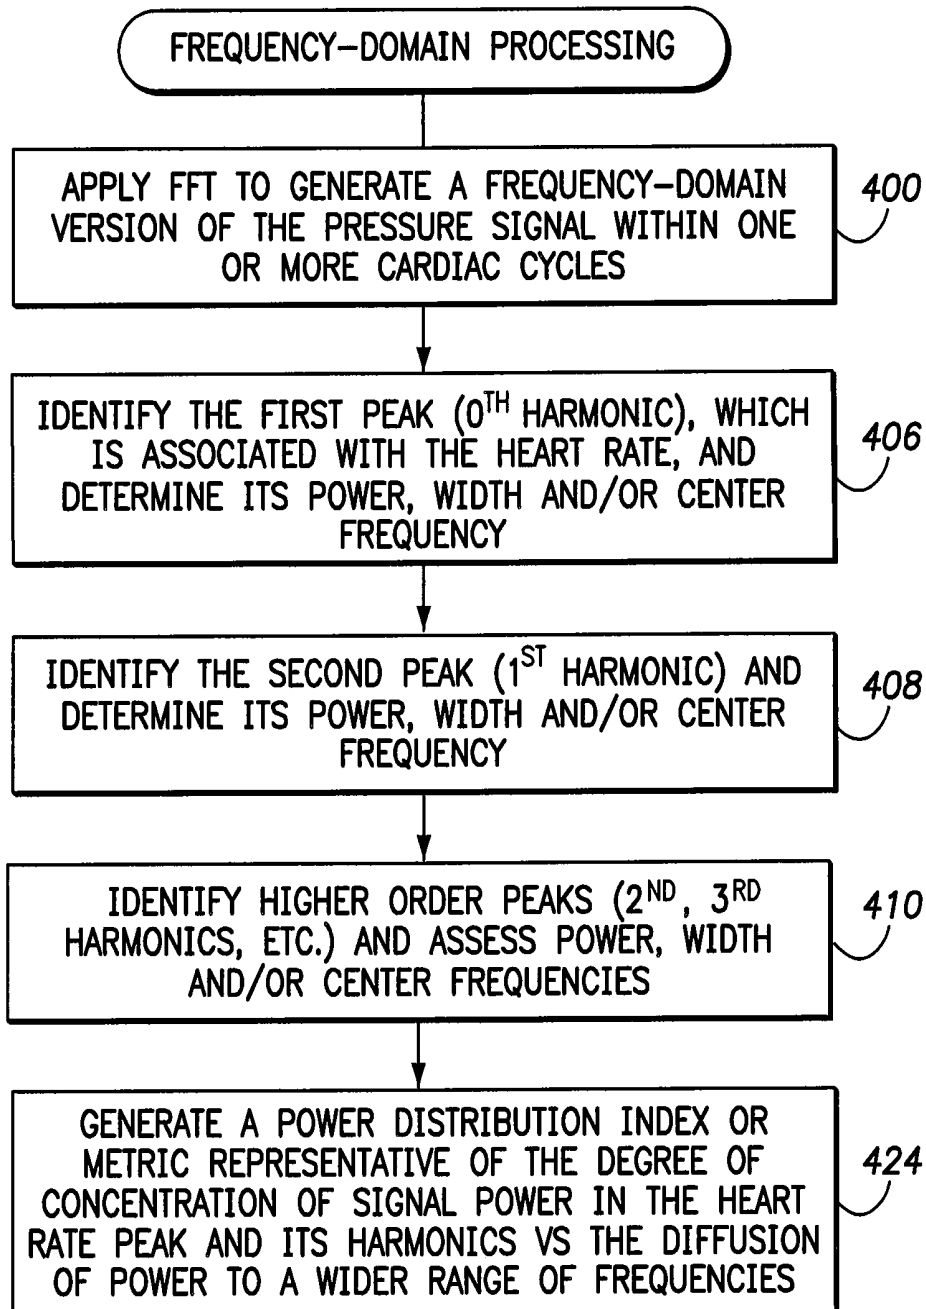 FREQUENCY-DOMAIN PROCESSING
APPLY FFT TO GENERATE A FREQUENCY-DOMAIN
VERSION OF THE PRESSURE SIGNAL WITHIN ONE
OR MORE CARDIAC CYCLES
400
IDENTIFY THE FIRST PEAK (0TH HARMONIC), WHICH
IS ASSOCIATED WITH THE HEART RATE, AND
DETERMINE ITS POWER, WIDTH AND/OR CENTER
FREQUENCY
406
IDENTIFY THE SECOND PEAK (1ST HARMONIC) AND
DETERMINE ITS POWER, WIDTH AND/OR CENTER
FREQUENCY
408
IDENTIFY HIGHER ORDER PEAKS (2ND, 3RD
HARMONICS, ETC.) AND ASSESS POWER, WIDTH
AND/OR CENTER FREQUENCIES
410
GENERATE A POWER DISTRIBUTION INDEX OR
METRIC REPRESENTATIVE OF THE DEGREE OF
CONCENTRATION OF SIGNAL POWER IN THE HEART
RATE PEAK AND ITS HARMONICS VS THE DIFFUSION
OF POWER TO A WIDER RANGE OF FREQUENCIES
424